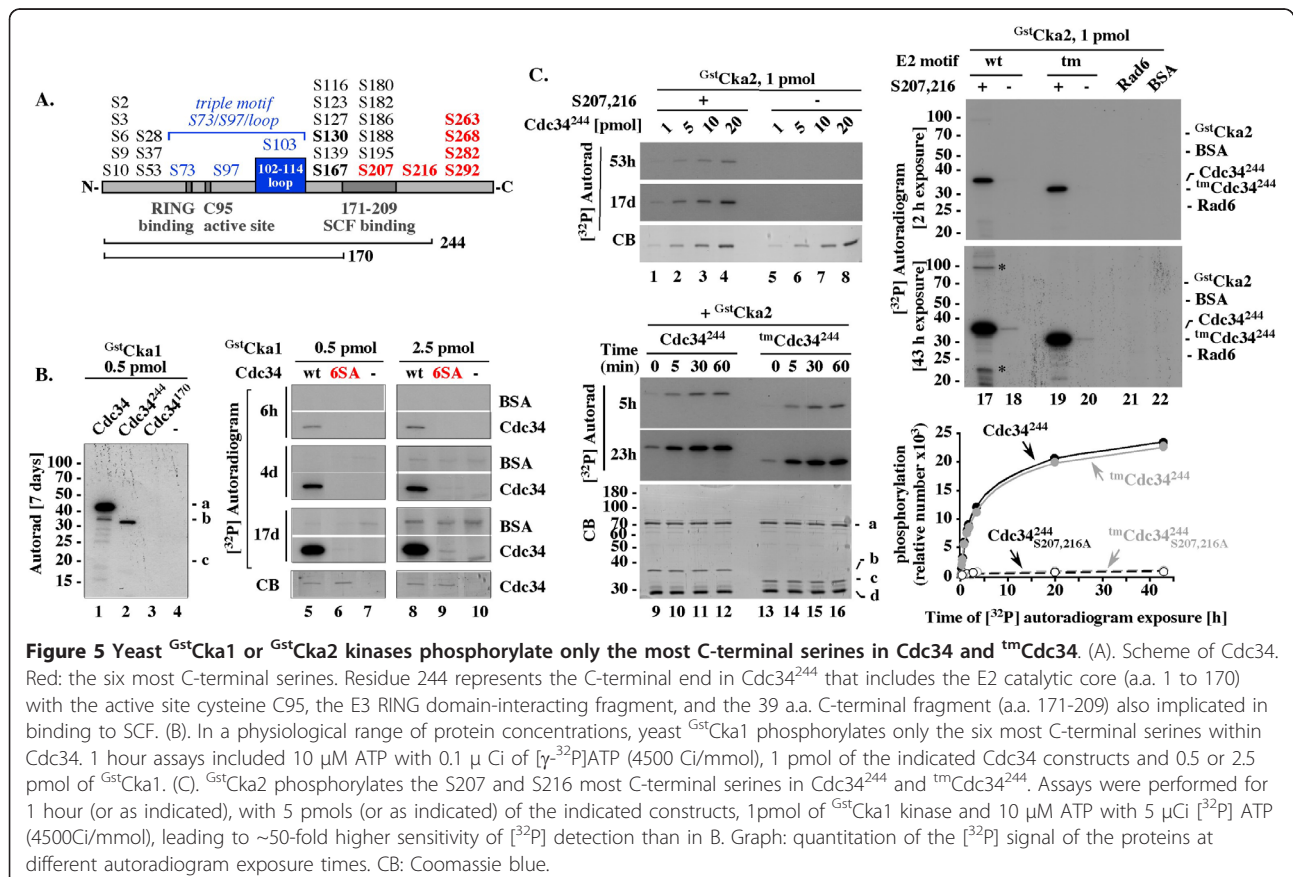 A.
S2
S3
S6 S28
S9 S37
S10 S53
triple motif
S73/S97/loop
S73 S97
S103
102-114
loop
S116 S180
S123 S182
S127 S186
S130 S188
S139 S195
S167 S207 S216
S263
S268
S282
S292
N- -C
RING binding
C95 active site
171-209
SCF binding
244
170
B.
GstCka1
0.5 pmol
Cdc34
Cdc34244
Cdc34170
-
Autorad [7 days]
100 -
70 -
50 -
40 -
30 -
20 -
15 -
- a
- b
- c
1 2 3 4
GstCka1 0.5 pmol 2.5 pmol
Cdc34 wt 6SA - wt 6SA -
[32P] Autoradiogram
6h
BSA
Cdc34
4d
BSA
Cdc34
17d
BSA
Cdc34
CB
Cdc34
5 6 7 8 9 10
C.
GstCka2, 1 pmol
S207,216 + -
Cdc34244 [pmol] 1 5 10 20 1 5 10 20
[32P] Autorad
53h
17d
CB
1 2 3 4 5 6 7 8
+ GstCka2
Time Cdc34244 tmCdc34244
(min) 0 5 30 60 0 5 30 60
[32P] Autorad
5h
23h
CB
180 -
100 -
70 -
50 -
40 -
30 -
- a
b
c
d
9 10 11 12 13 14 15 16
GstCka2, 1 pmol
E2 motif wt tm
S207,216 + - + - Rad6 BSA
[32P] Autoradiogram
[2 h exposure]
100 -
70 -
50 -
40 -
30 -
20 -
- GstCka2
- BSA
Cdc34244
- tmCdc34244
- Rad6
[43 h exposure]
100 -
70 -
50 -
40 -
30 -
20 -
*
*
- GstCka2
- BSA
Cdc34244
- tmCdc34244
- Rad6
17 18 19 20 21 22
phosphorylation
(relative number x103)
25
20
15
10
5
0
Cdc34244
tmCdc34244
Cdc34244 S207,216A
tmCdc34244 S207,216A
0 10 20 30 40
Time of [32P] autoradiogram exposure [h]
Figure 5 Yeast GstCka1 or GstCka2 kinases phosphorylate only the most C-terminal serines in Cdc34 and tmCdc34. (A). Scheme of Cdc34.
Red: the six most C-terminal serines. Residue 244 represents the C-terminal end in Cdc34244 that includes the E2 catalytic core (a.a. 1 to 170)
with the active site cysteine C95, the E3 RING domain-interacting fragment, and the 39 a.a. C-terminal fragment (a.a. 171-209) also implicated in
binding to SCF. (B). In a physiological range of protein concentrations, yeast GstCka1 phosphorylates only the six most C-terminal serines within
Cdc34. 1 hour assays included 10 μM ATP with 0.1 μ Ci of [γ-32P]ATP (4500 Ci/mmol), 1 pmol of the indicated Cdc34 constructs and 0.5 or 2.5
pmol of GstCka1. (C). GstCka2 phosphorylates the S207 and S216 most C-terminal serines in Cdc34244 and tmCdc34244. Assays were performed for
1 hour (or as indicated), with 5 pmols (or as indicated) of the indicated constructs, 1pmol of GstCka1 kinase and 10 μM ATP with 5 μCi [32P] ATP
(4500Ci/mmol), leading to ~50-fold higher sensitivity of [32P] detection than in B. Graph: quantitation of the [32P] signal of the proteins at
different autoradiogram exposure times. CB: Coomassie blue.